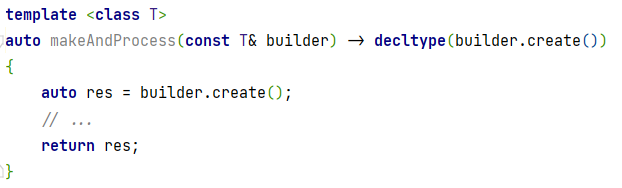 template <class T>
auto makeAndProcess(const T& builder) -> decltype(builder.create())
{
    auto res = builder.create();
    // ...
    return res;
}